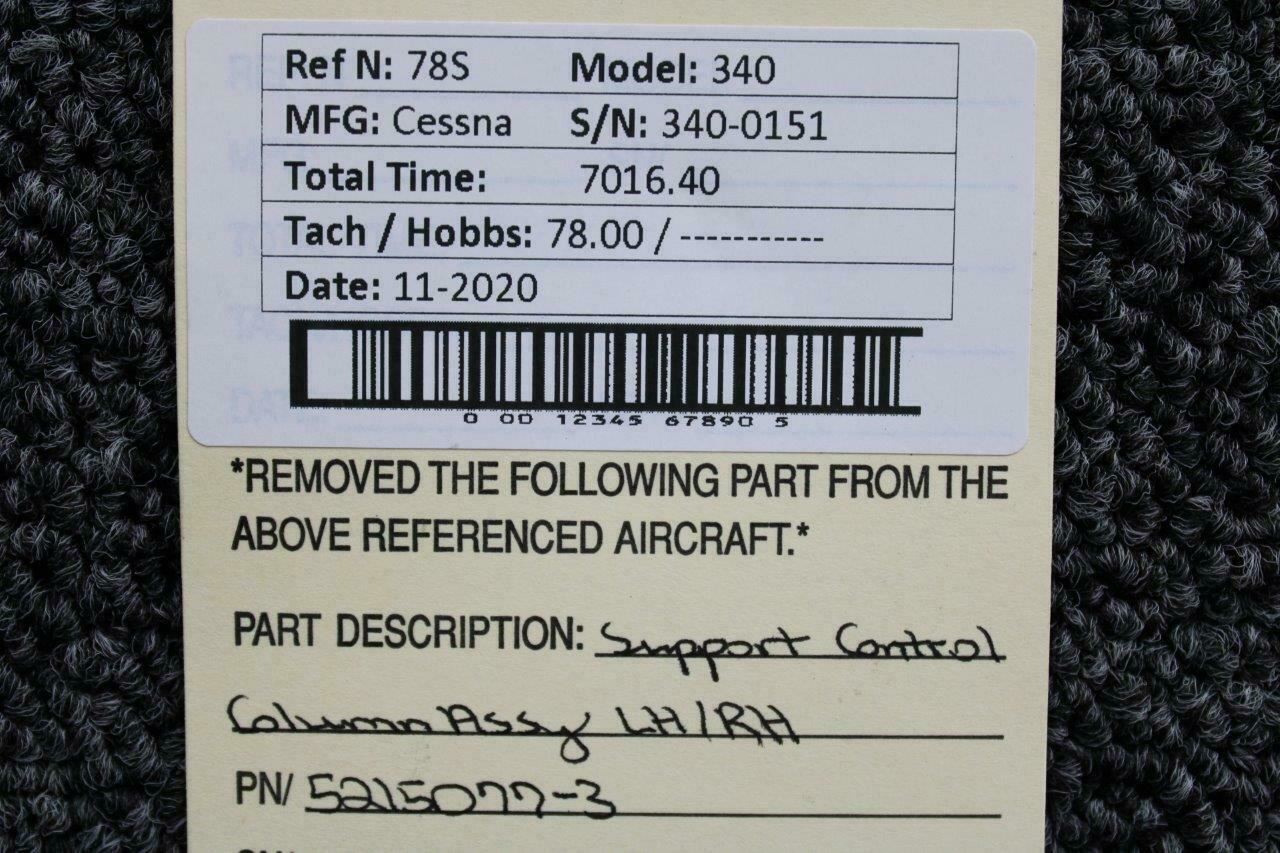 Ref N: 78S Model: 340
MFG: Cessna S/N: 340-0151
Total Time: 7016.40
Tach / Hobbs: 78.00 / -----------
Date: 11-2020
0 00 12345 67890 5
*REMOVED THE FOLLOWING PART FROM THE
ABOVE REFERENCED AIRCRAFT.*
PART DESCRIPTION: Support Control
Column Assy LH/RH
PN/ 5215077-3